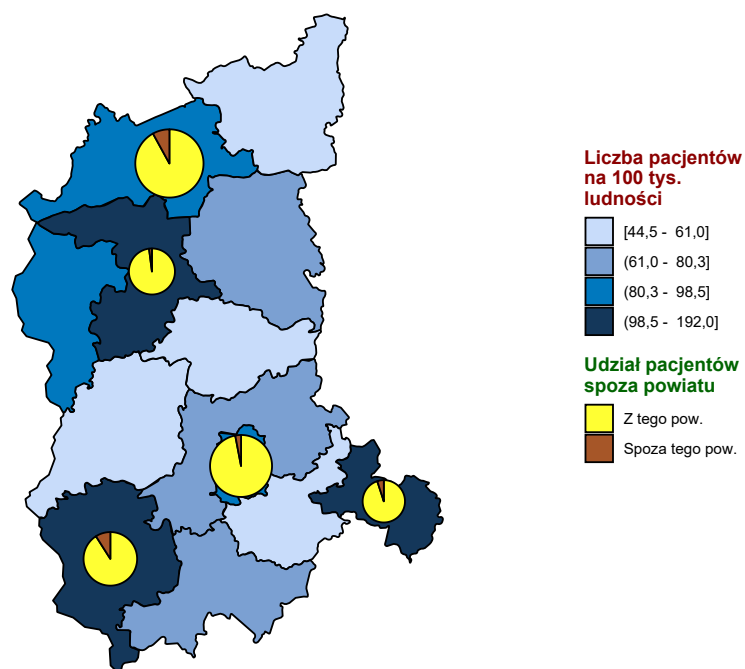 Liczba pacjentów
na 100 tys.
ludności
[44,5 - 61,0]
(61,0 - 80,3]
(80,3 - 98,5]
(98,5 - 192,0]
Udział pacjentów
spoza powiatu
Z tego pow.
Spoza tego pow.